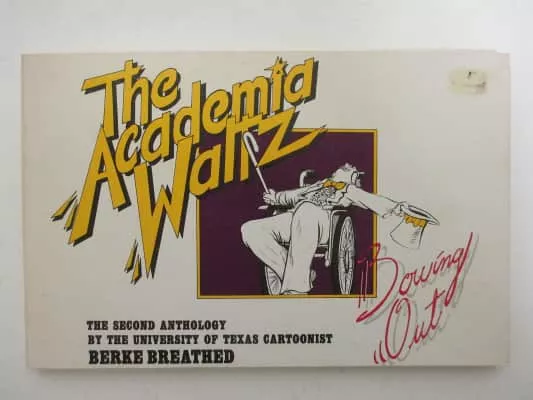 The
Academia
Waltz
Bowing
Out
THE SECOND ANTHOLOGY
BY THE UNIVERSITY OF TEXAS CARTOONIST
BERKE BREATHED